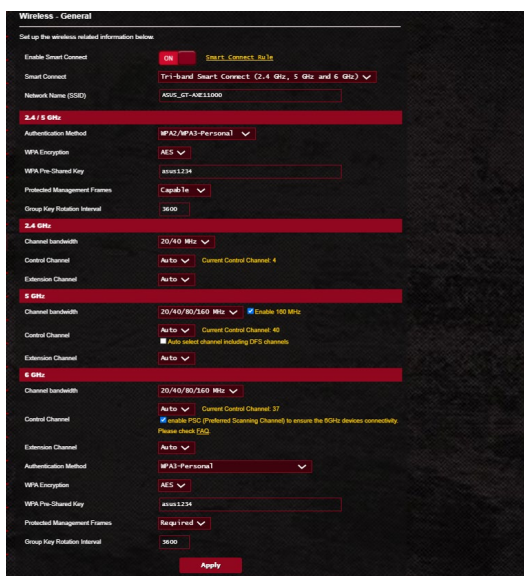 Wireless - General
Set up the wireless related information below.
Enable Smart Connect ON Smart Connect Rule
Smart Connect Tri-band Smart Connect (2.4 GHz, 5 GHz and 6 GHz)
Network Name (SSID) ASUS_GT-AXE11000
2.4 / 5 GHz
Authentication Method WPA2/WPA3-Personal
WPA Encryption AES
WPA Pre-Shared Key asus1234
Protected Management Frames Capable
Group Key Rotation Interval 3600
2.4 GHz
Channel bandwidth 20/40 MHz
Control Channel Auto Current Control Channel: 4
Extension Channel Auto
5 GHz
Channel bandwidth 20/40/80/160 MHz Enable 160 MHz
Control Channel Auto Current Control Channel: 40
Auto select channel including DFS channels
Extension Channel Auto
6 GHz
Channel bandwidth 20/40/80/160 MHz
Control Channel Auto Current Control Channel: 37
enable PSC (Preferred Scanning Channel) to ensure the 6GHz devices connectivity.
Please check FAQ.
Extension Channel Auto
Authentication Method WPA3-Personal
WPA Encryption AES
WPA Pre-Shared Key asus1234
Protected Management Frames Required
Group Key Rotation Interval 3600
Apply